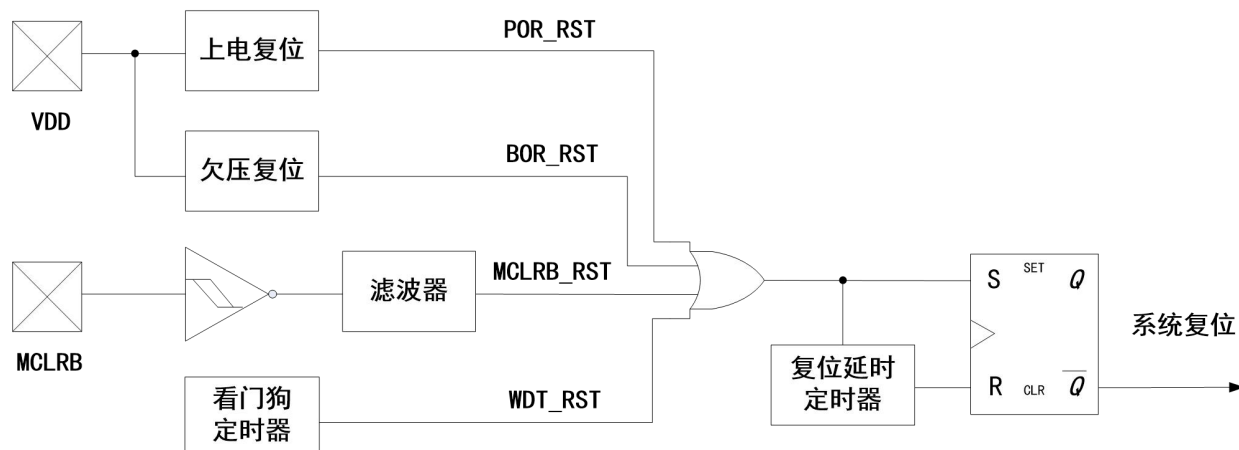 上电复位
POR_RST
VDD
欠压复位
BOR_RST
MCLRB
滤波器
MCLRB_RST
看门狗
定时器
WDT_RST
复位延时
定时器
S SET Q
R CLR Q̅
系统复位